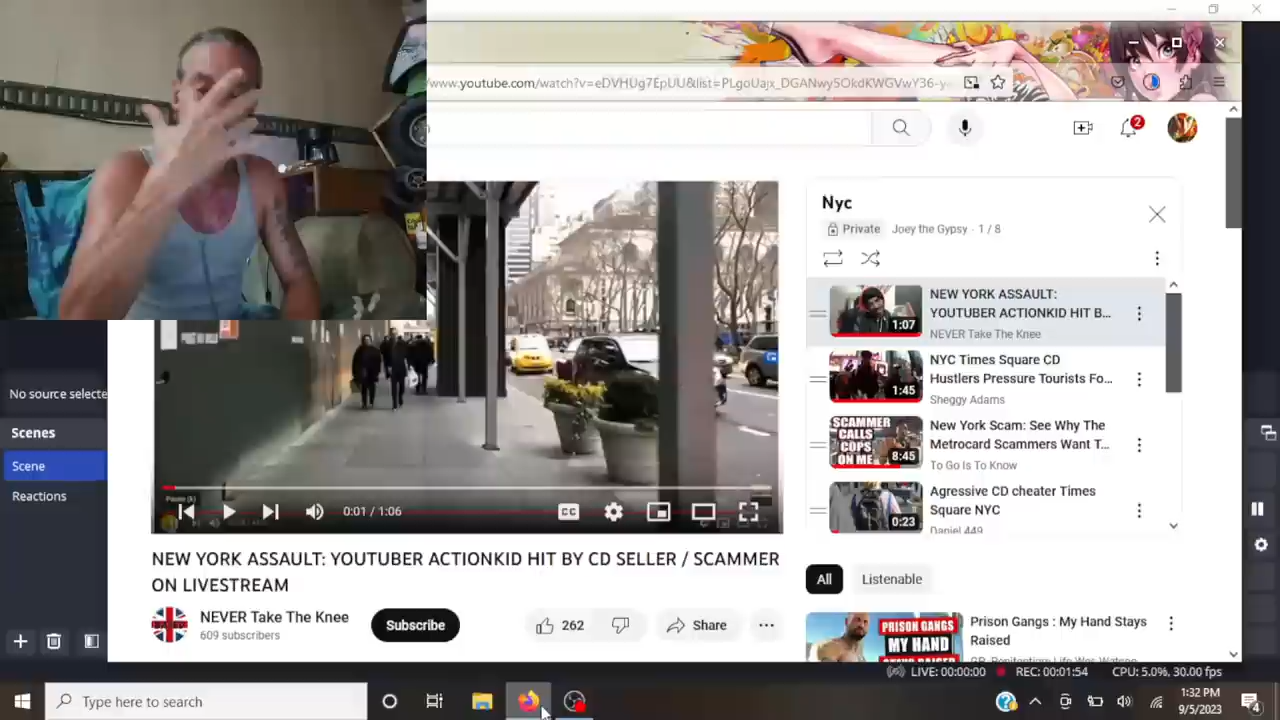 www.youtube.com/watch?v=eDVHUg7EpUU&list=PLgoUajx_DGANwy5OkdKWGVwY36-y
2
Nyc
Private Joey the Gypsy - 1 / 8
NEW YORK ASSAULT:
YOUTUBER ACTIONKID HIT B...
NEVER Take The Knee
1:07
NYC Times Square CD
Hustlers Pressure Tourists Fo...
Sheggy Adams
1:45
SCAMMER
CALLS
COPS
ON ME
8:45
New York Scam: See Why The
Metrocard Scammers Want T...
To Go Is To Know
Agressive CD cheater Times
Square NYC
Daniel 449
0:23
Pause (k)
0:01 / 1:06
CC
NEW YORK ASSAULT: YOUTUBER ACTIONKID HIT BY CD SELLER / SCAMMER
ON LIVESTREAM
NEVER Take The Knee
609 subscribers
Subscribe
262
Share
All
Listenable
PRISON GANGS
MY HAND
Prison Gangs : My Hand Stays
Raised
No source selecte
Scenes
Scene
Reactions
LIVE: 00:00:00
REC: 00:01:54
CPU: 5.0%, 30.00 fps
Type here to search
1:32 PM
9/5/2023
4